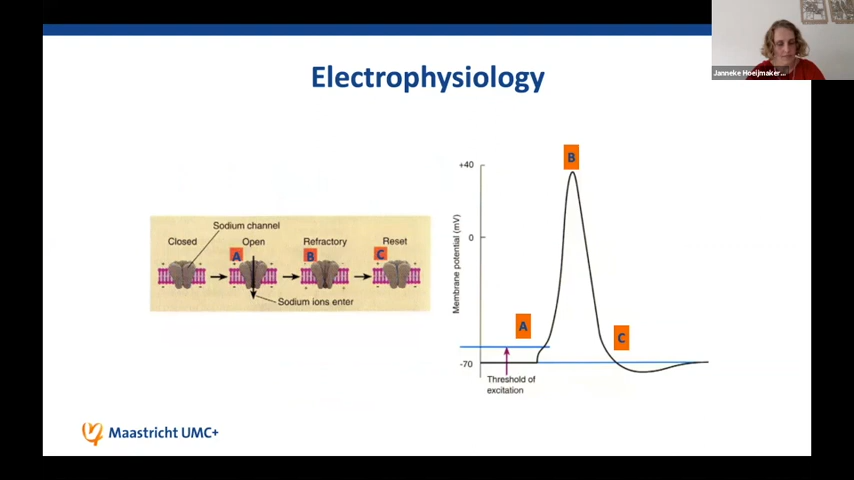 Janneke Hoeijmaker...
Electrophysiology
Sodium channel
Closed
Open
Refractory
Reset
A
B
C
+ +
- -
Sodium ions enter
B
+40
0
Membrane potential (mV)
A
C
-70
Threshold of
excitation
Maastricht UMC+